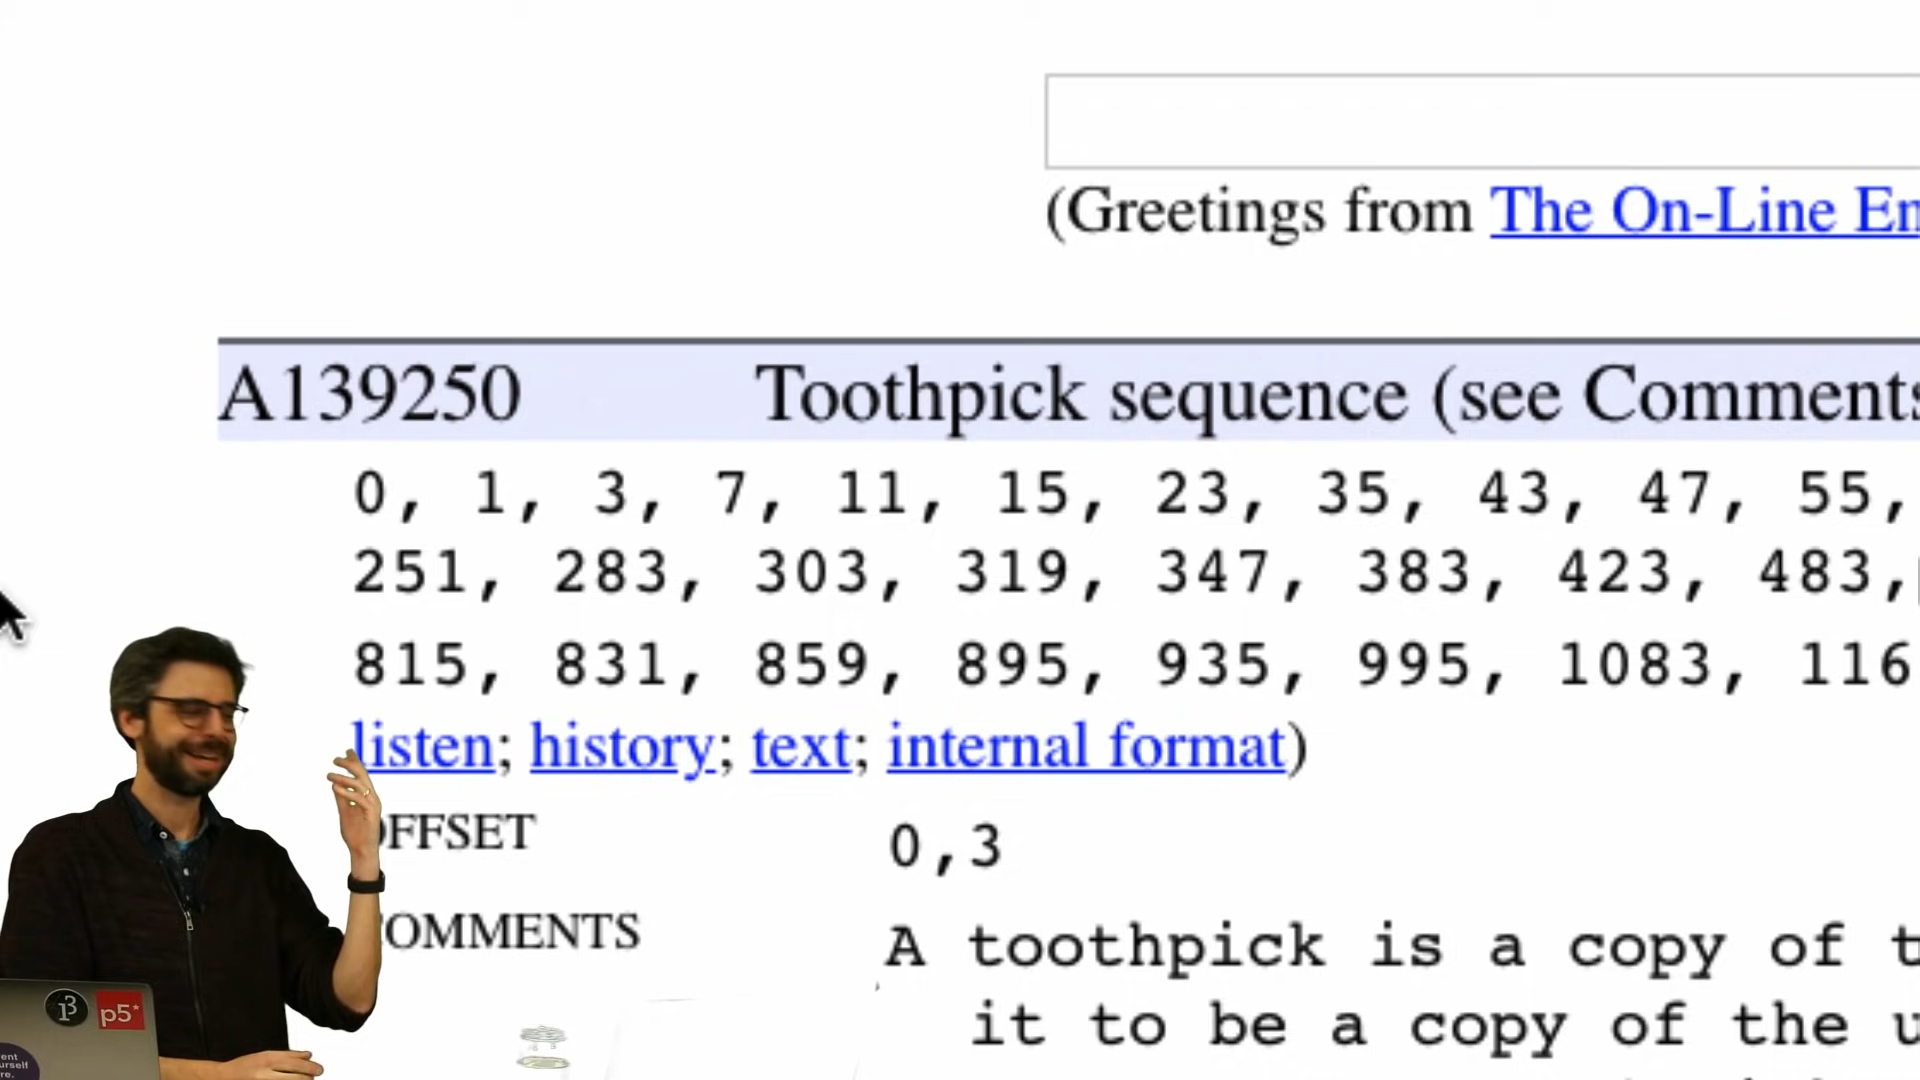 (Greetings from The On-Line En
A139250 Toothpick sequence (see Comments
0, 1, 3, 7, 11, 15, 23, 35, 43, 47, 55,
251, 283, 303, 319, 347, 383, 423, 483,
815, 831, 859, 895, 935, 995, 1083, 116
listen; history; text; internal format)
OFFSET 0,3
COMMENTS A toothpick is a copy of t
it to be a copy of the u
p5*